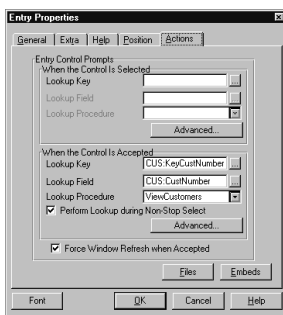 Entry Properties
General Extra Help Position Actions
Entry Control Prompts
When the Control Is Selected
Lookup Key ...
Lookup Field ...
Lookup Procedure
Advanced...
When the Control Is Accepted
Lookup Key CUS:KeyCustNumber ...
Lookup Field CUS:CustNumber ...
Lookup Procedure ViewCustomers
Perform Lookup during Non-Stop Select
Advanced...
Force Window Refresh when Accepted
Files Embeds
Font OK Cancel Help